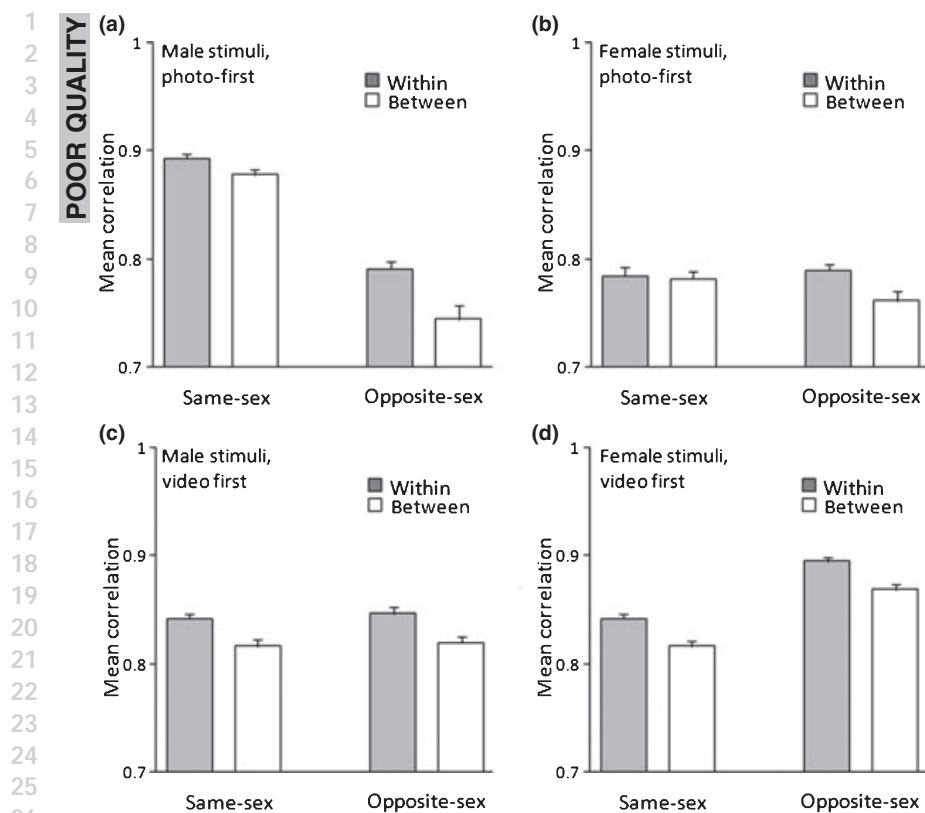 1
2
3
4
5
6
7
8
9
10
11
12
13
14
15
16
17
18
19
20
21
22
23
24
25
POOR QUALITY
(a)
Male stimuli,
photo-first
Within
Between
Mean correlation
1
0.9
0.8
0.7
Same-sex
Opposite-sex
(b)
Female stimuli,
photo-first
Within
Between
Mean correlation
1
0.9
0.8
0.7
Same-sex
Opposite-sex
(c)
Male stimuli,
video first
Within
Between
Mean correlation
1
0.9
0.8
0.7
Same-sex
Opposite-sex
(d)
Female stimuli,
video first
Within
Between
Mean correlation
1
0.9
0.8
0.7
Same-sex
Opposite-sex